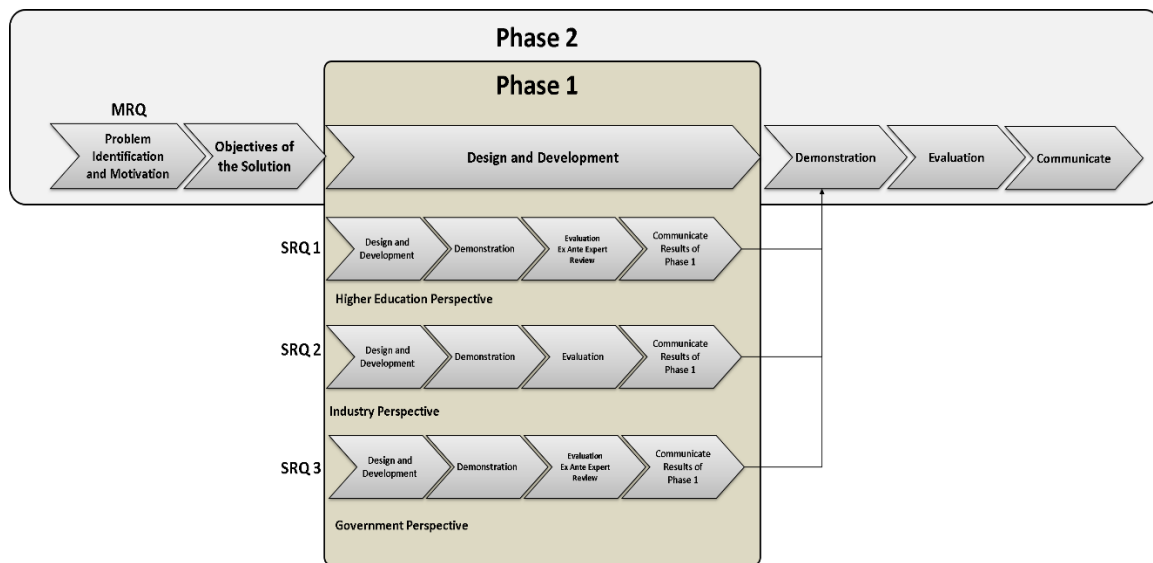 Phase 2
Phase 1
MRQ
Problem
Identification
and Motivation
Objectives of
the Solution
Design and Development
Demonstration
Evaluation
Communicate
SRQ 1
Design and
Development
Demonstration
Evaluation
Ex Ante Expert
Review
Communicate
Results of
Phase 1
Higher Education Perspective
SRQ 2
Design and
Development
Demonstration
Evaluation
Communicate
Results of
Phase 1
Industry Perspective
SRQ 3
Design and
Development
Demonstration
Evaluation
Ex Ante Expert
Review
Communicate
Results of
Phase 1
Government Perspective